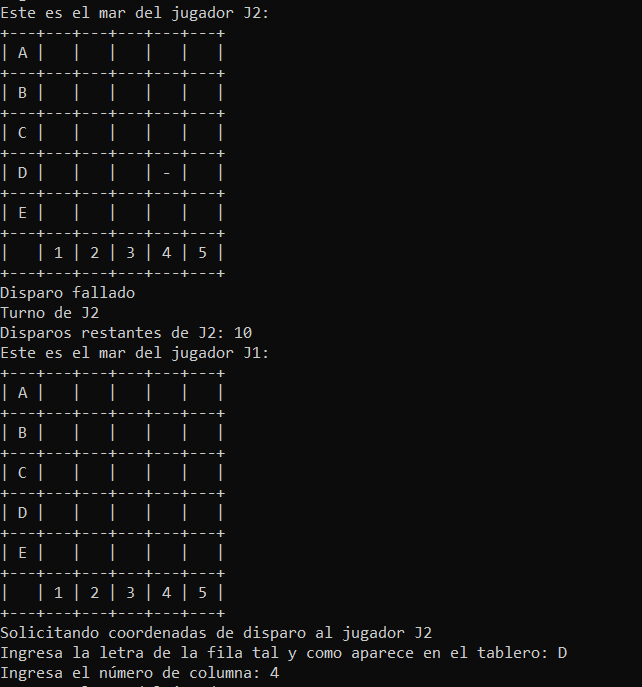 Este es el mar del jugador J2:
+---+---+---+---+---+---+
| A |   |   |   |   |   |
+---+---+---+---+---+---+
| B |   |   |   |   |   |
+---+---+---+---+---+---+
| C |   |   |   |   |   |
+---+---+---+---+---+---+
| D |   |   |   | - |   |
+---+---+---+---+---+---+
| E |   |   |   |   |   |
+---+---+---+---+---+---+
|   | 1 | 2 | 3 | 4 | 5 |
+---+---+---+---+---+---+
Disparo fallado
Turno de J2
Disparos restantes de J2: 10
Este es el mar del jugador J1:
+---+---+---+---+---+---+
| A |   |   |   |   |   |
+---+---+---+---+---+---+
| B |   |   |   |   |   |
+---+---+---+---+---+---+
| C |   |   |   |   |   |
+---+---+---+---+---+---+
| D |   |   |   |   |   |
+---+---+---+---+---+---+
| E |   |   |   |   |   |
+---+---+---+---+---+---+
|   | 1 | 2 | 3 | 4 | 5 |
+---+---+---+---+---+---+
Solicitando coordenadas de disparo al jugador J2
Ingresa la letra de la fila tal y como aparece en el tablero: D
Ingresa el número de columna: 4